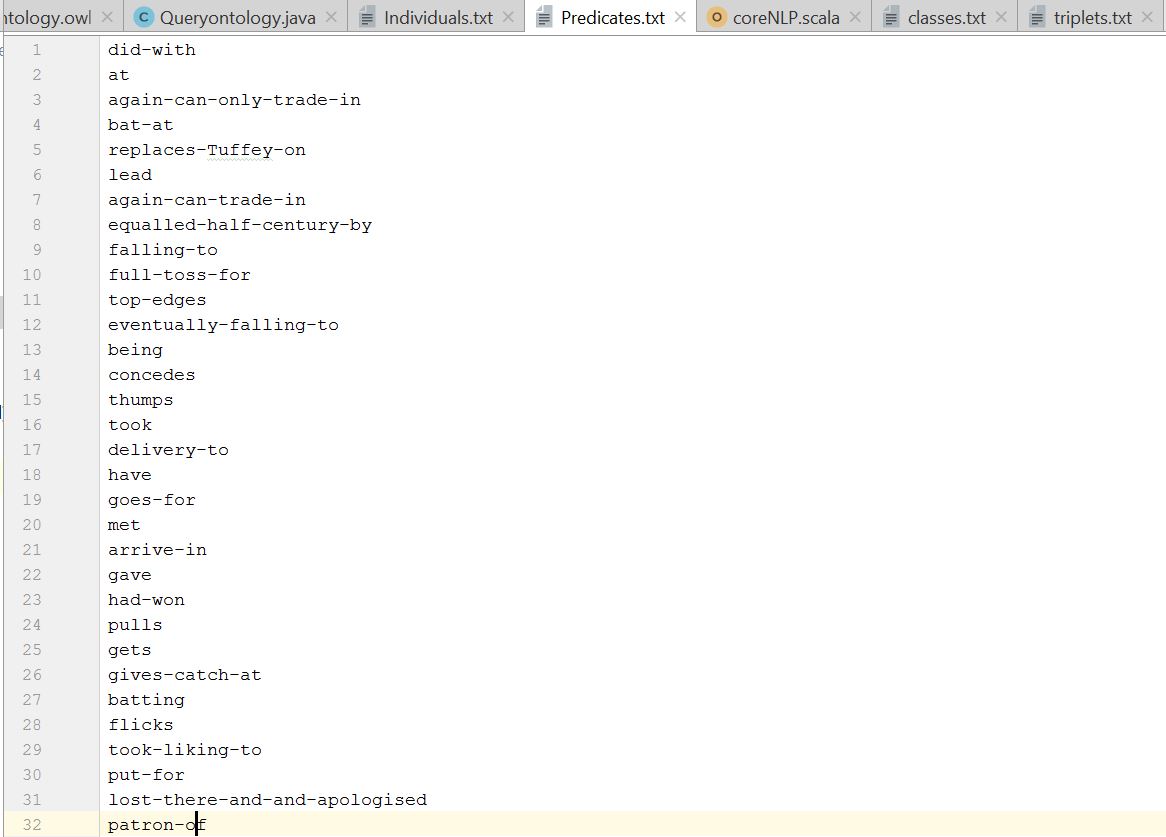 ntology.owl Queryontology.java Individuals.txt Predicates.txt coreNLP.scala classes.txt triplets.txt
1 did-with
2 at
3 again-can-only-trade-in
4 bat-at
5 replaces-Tuffey-on
6 lead
7 again-can-trade-in
8 equalled-half-century-by
9 falling-to
10 full-toss-for
11 top-edges
12 eventually-falling-to
13 being
14 concedes
15 thumps
16 took
17 delivery-to
18 have
19 goes-for
20 met
21 arrive-in
22 gave
23 had-won
24 pulls
25 gets
26 gives-catch-at
27 batting
28 flicks
29 took-liking-to
30 put-for
31 lost-there-and-and-apologised
32 patron-of